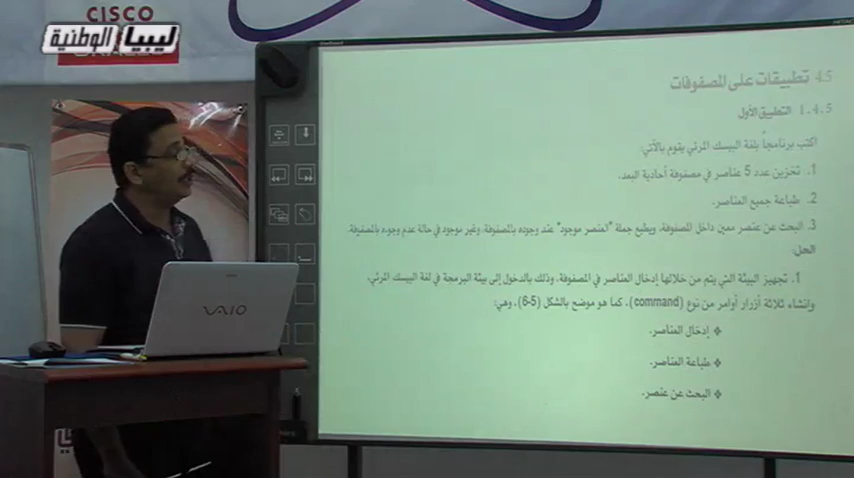 CISCO
ليبيا الوطنية
4.5 تطبيقات على المصفوفات
1.4.5 التطبيق الأول
اكتب برنامجاً بلغة البيسك المرئي يقوم بالآتي:
1. تخزين عدد 5 عناصر في مصفوفة أحادية البعد.
2. طباعة جميع العناصر.
3. البحث عن عنصر معين داخل المصفوفة، ويطبع جملة "العنصر موجود" عند وجوده بالمصفوفة، وغير موجود في حالة عدم وجوده بالمصفوفة.
الحل:
1. تجهيز البيئة التي يتم من خلالها إدخال العناصر في المصفوفة، وذلك بالدخول إلى بيئة البرمجة في لغة البيسك المرئي،
وإنشاء ثلاثة أزرار أوامر من نوع (command)، كما هو موضح بالشكل (5-6)، وهي:
❖ إدخال العناصر.
❖ طباعة العناصر.
❖ البحث عن عنصر.
VAIO